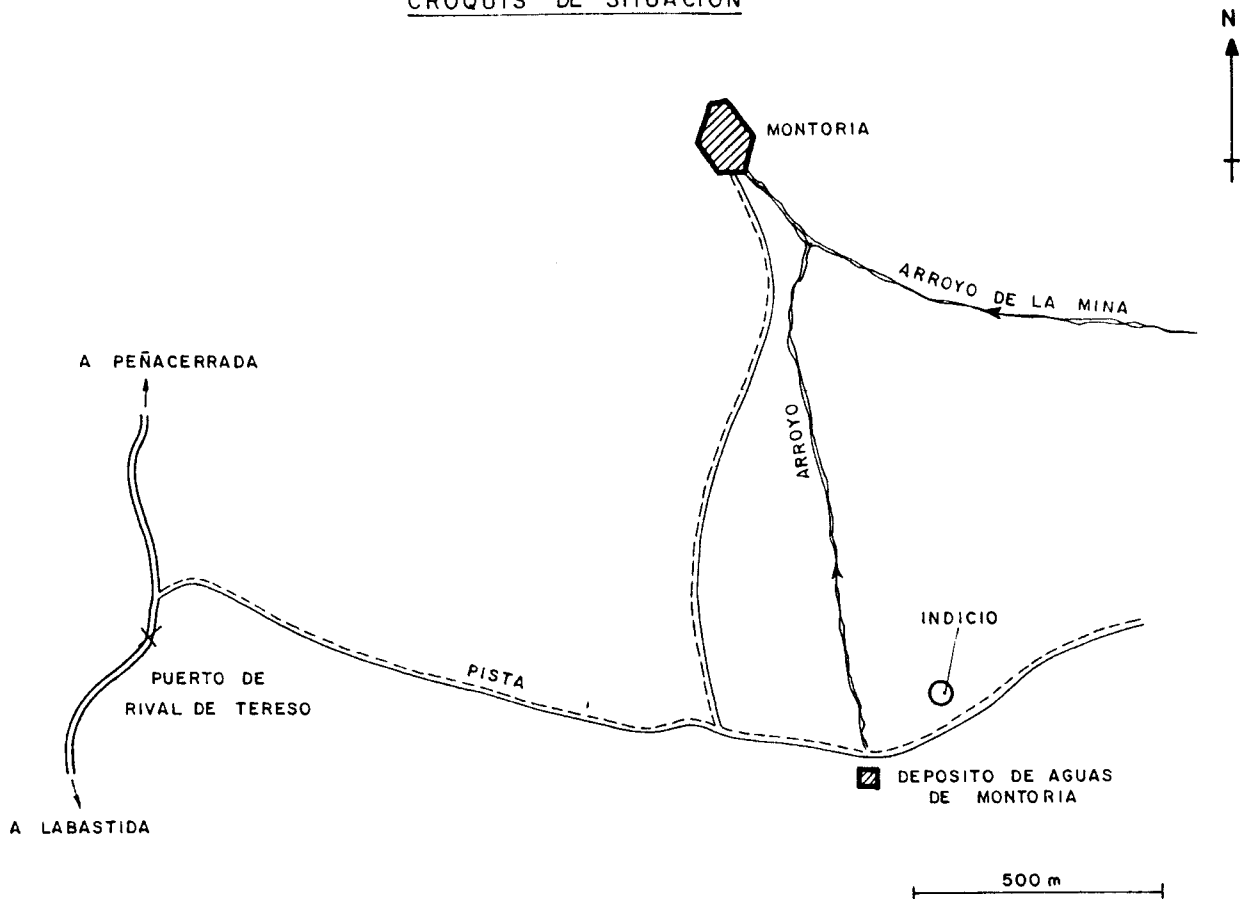 CROQUIS DE SITUACION
N
MONTORIA
ARROYO DE LA MINA
A PEÑACERRADA
ARROYO
INDICIO
PISTA
PUERTO DE
RIVAL DE TERESO
DEPOSITO DE AGUAS
DE MONTORIA
A LABASTIDA
500 m